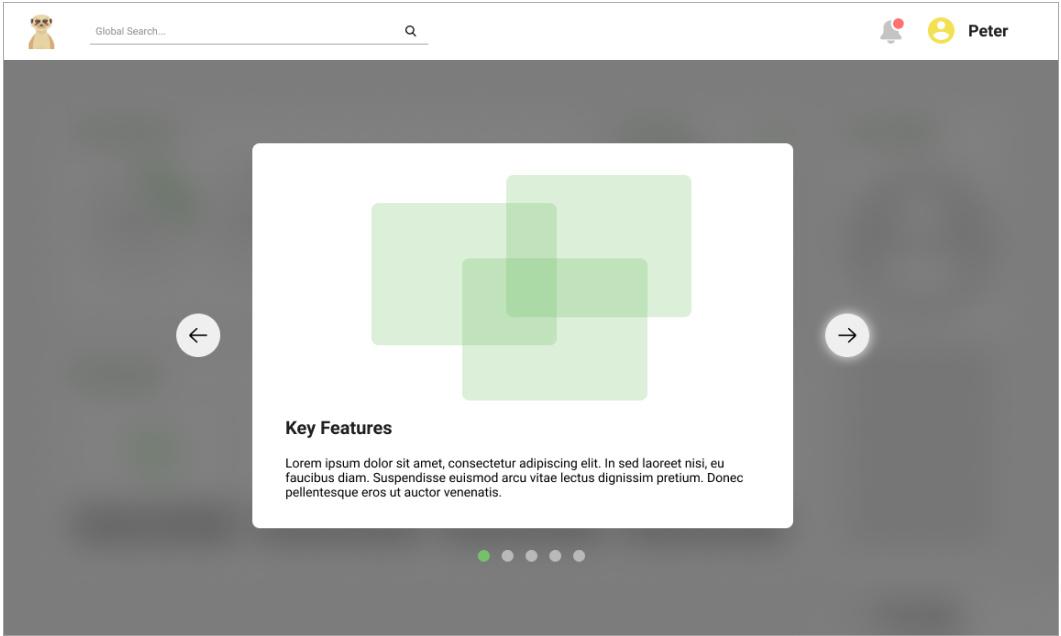 Global Search...
Peter
Key Features
Lorem ipsum dolor sit amet, consectetur adipiscing elit. In sed laoreet nisi, eu
faucibus diam. Suspendisse euismod arcu vitae lectus dignissim pretium. Donec
pellentesque eros ut auctor venenatis.